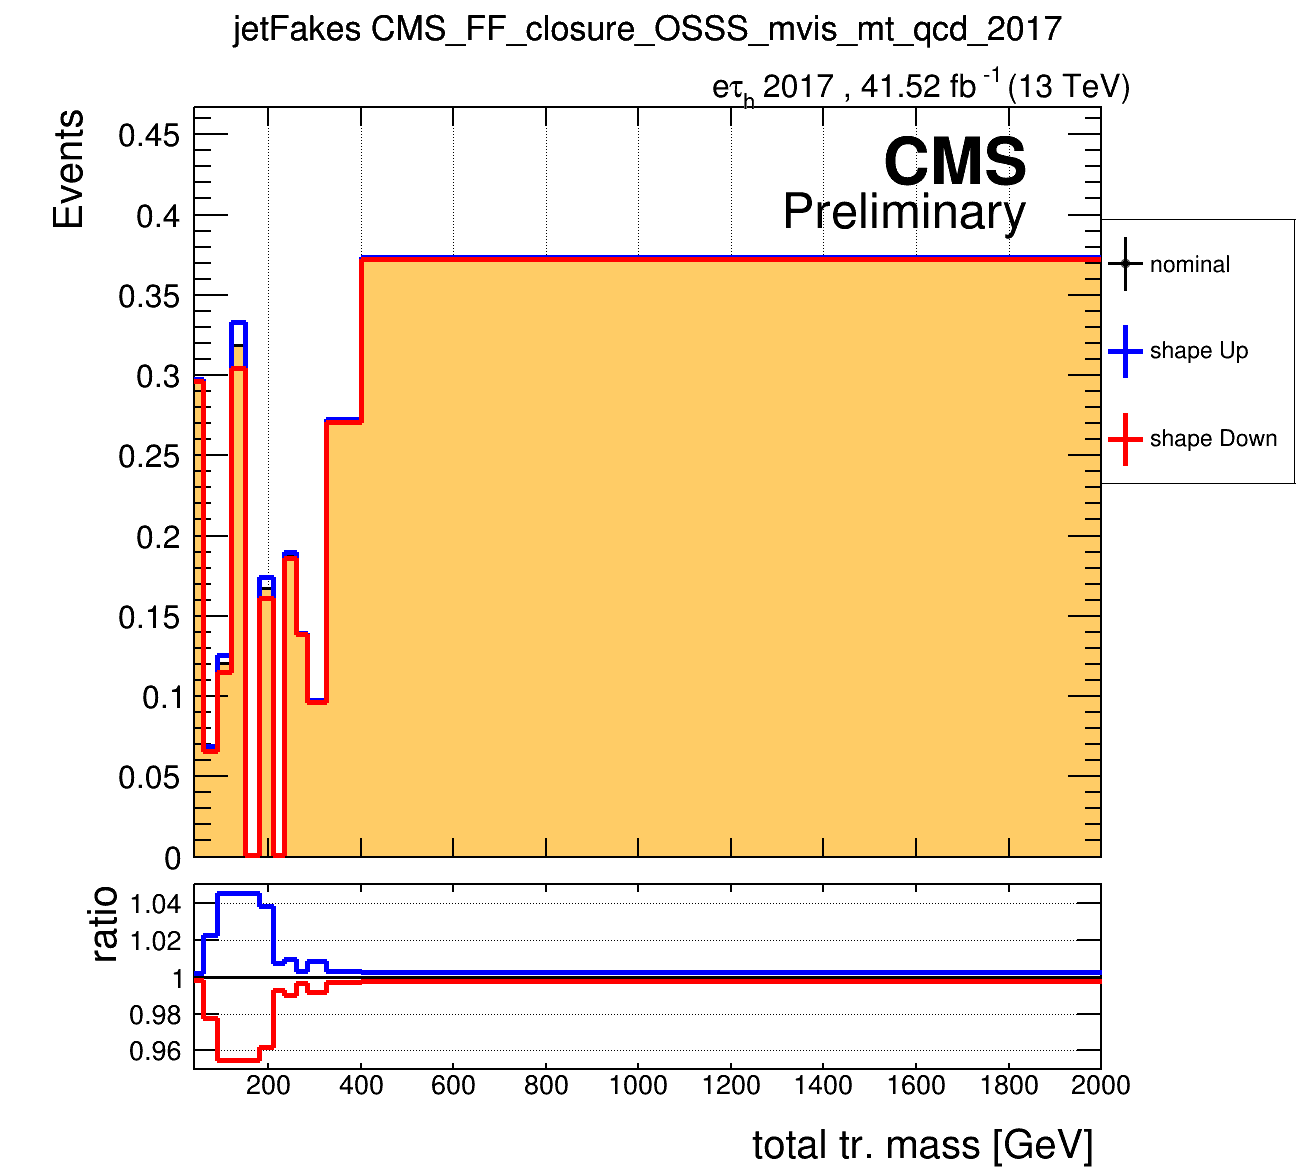 jetFakes CMS_FF_closure_OSSS_mvis_mt_qcd_2017
eτh 2017 , 41.52 fb-1 (13 TeV)
Events
CMS
Preliminary
0.45
0.4
0.35
0.3
0.25
0.2
0.15
0.1
0.05
0
nominal
shape Up
shape Down
ratio
1.04
1.02
1
0.98
0.96
200 400 600 800 1000 1200 1400 1600 1800 2000
total tr. mass [GeV]